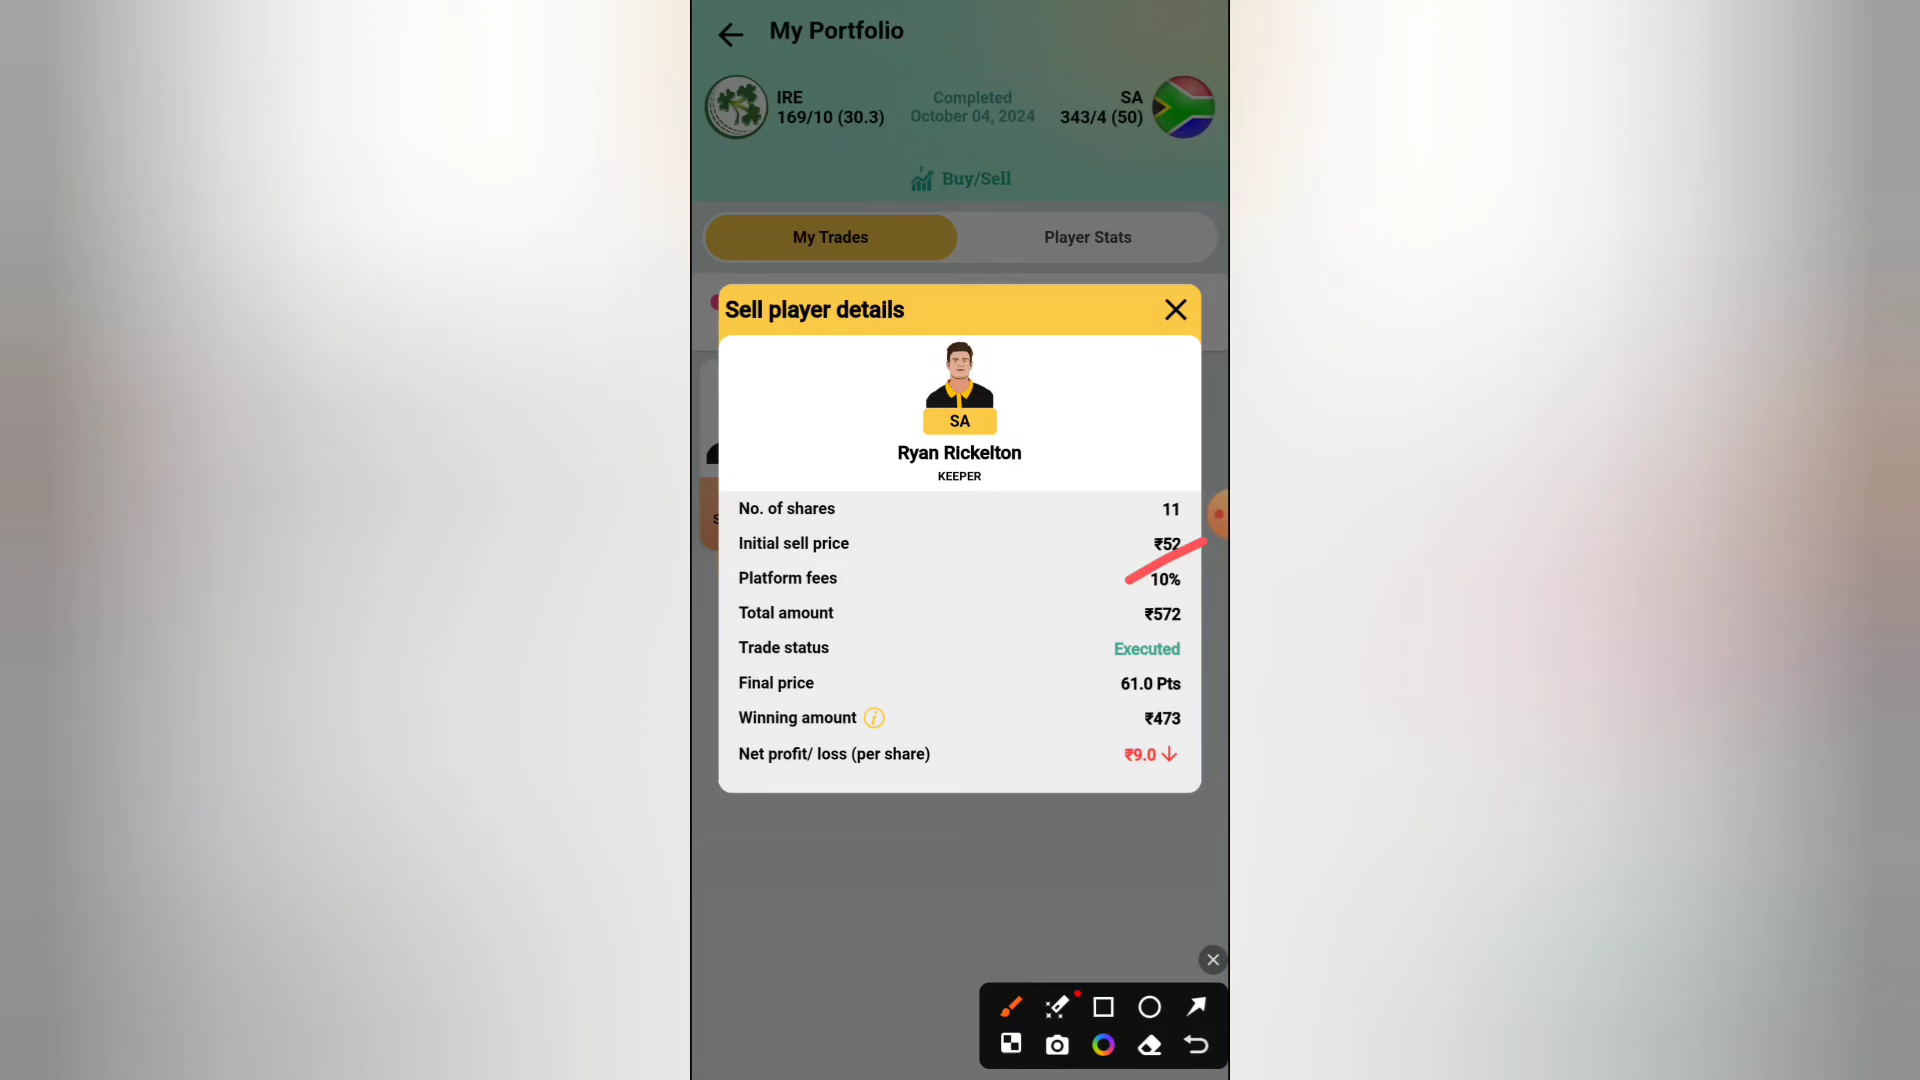 My Portfolio
IRE
169/10 (30.3)
Completed
October 04, 2024
SA
343/4 (50)
Buy/Sell
My Trades
Player Stats
Sell player details
SA
Ryan Rickelton
KEEPER
No. of shares 11
Initial sell price ₹52
Platform fees 10%
Total amount ₹572
Trade status Executed
Final price 61.0 Pts
Winning amount i ₹473
Net profit/ loss (per share) ₹9.0